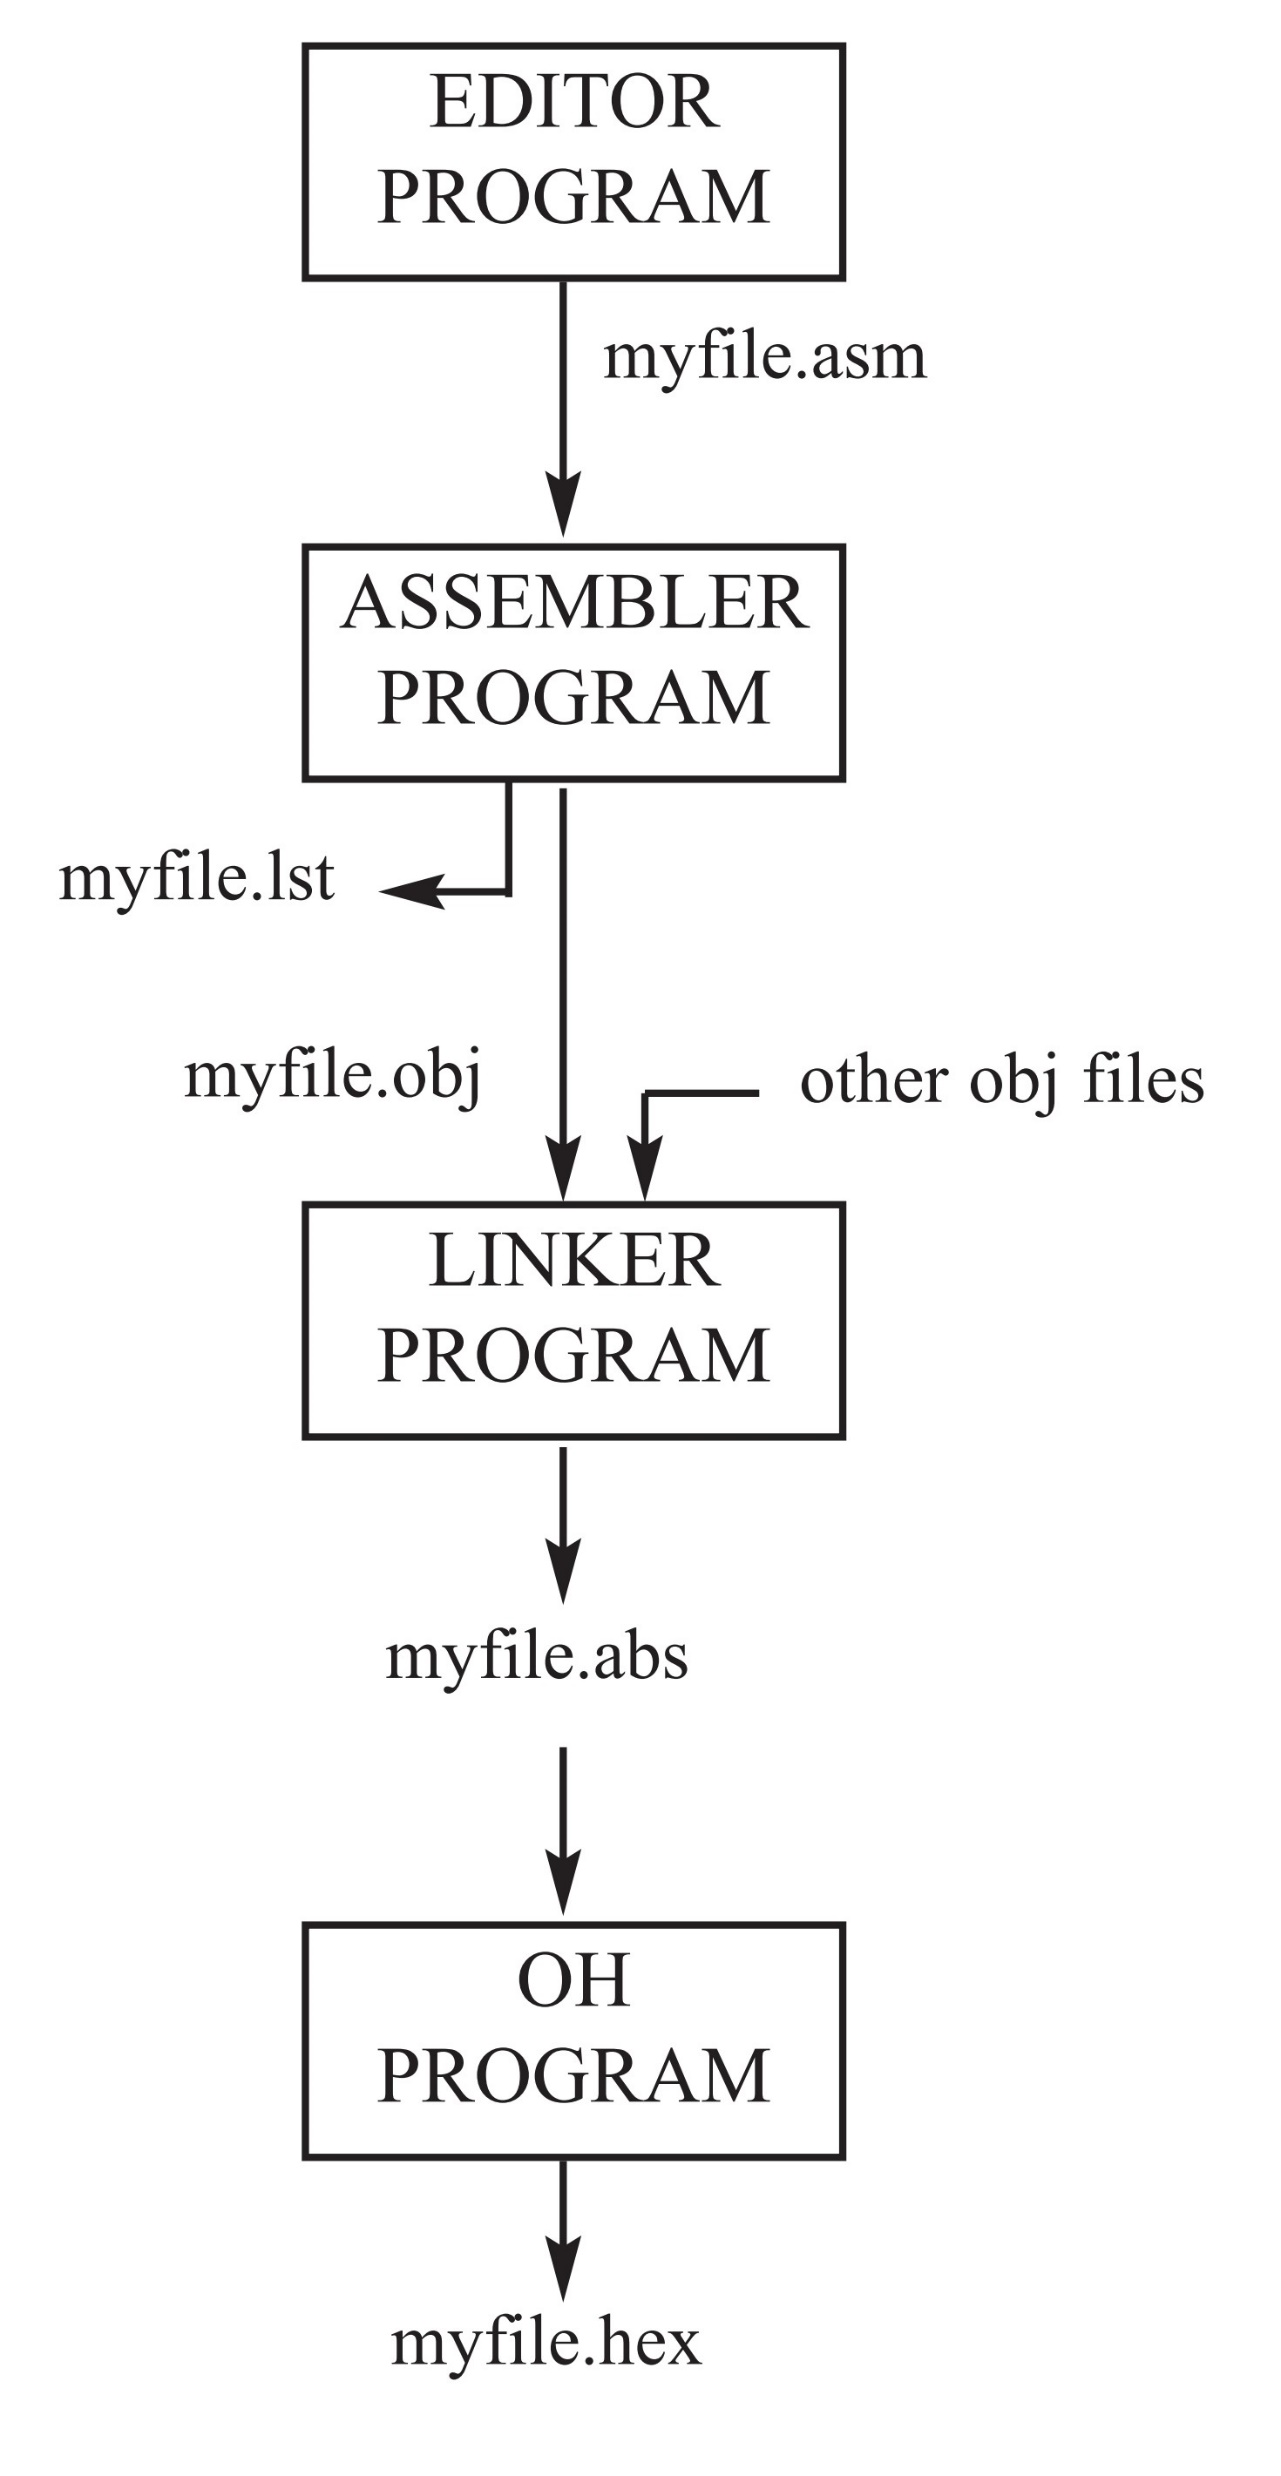 EDITOR
PROGRAM
myfile.asm
ASSEMBLER
PROGRAM
myfile.lst
myfile.obj
other obj files
LINKER
PROGRAM
myfile.abs
OH
PROGRAM
myfile.hex